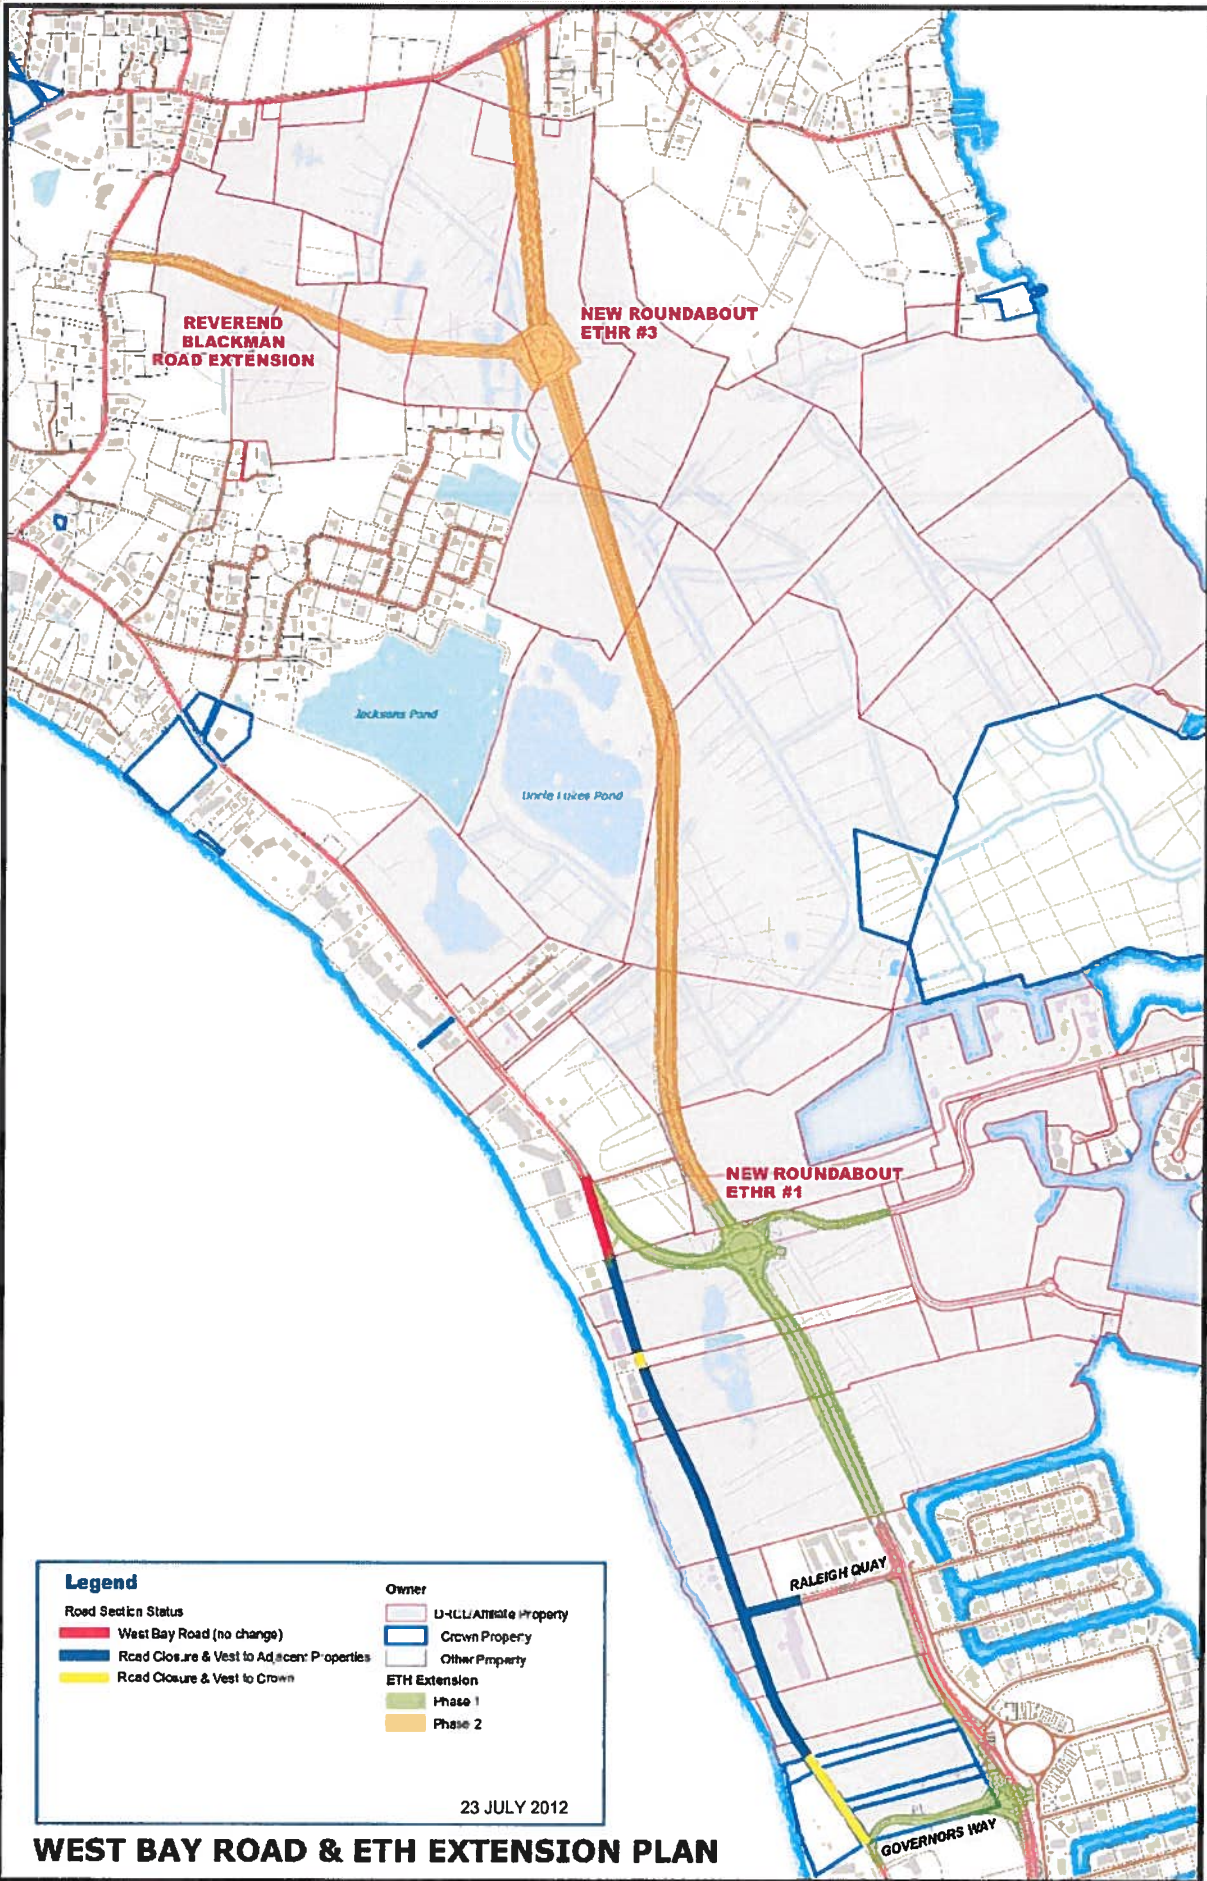 REVEREND
BLACKMAN
ROAD EXTENSION
NEW ROUNDABOUT
ETHR #3
Jacksons Pond
Uncle Lukes Pond
NEW ROUNDABOUT
ETHR #1
RALEIGH QUAY
GOVERNORS WAY
Legend
Road Section Status
West Bay Road (no change)
Road Closure & Vest to Adjacent Properties
Road Closure & Vest to Crown
Owner
DRCL/Affiliate Property
Crown Property
Other Property
ETH Extension
Phase 1
Phase 2
23 JULY 2012
WEST BAY ROAD & ETH EXTENSION PLAN